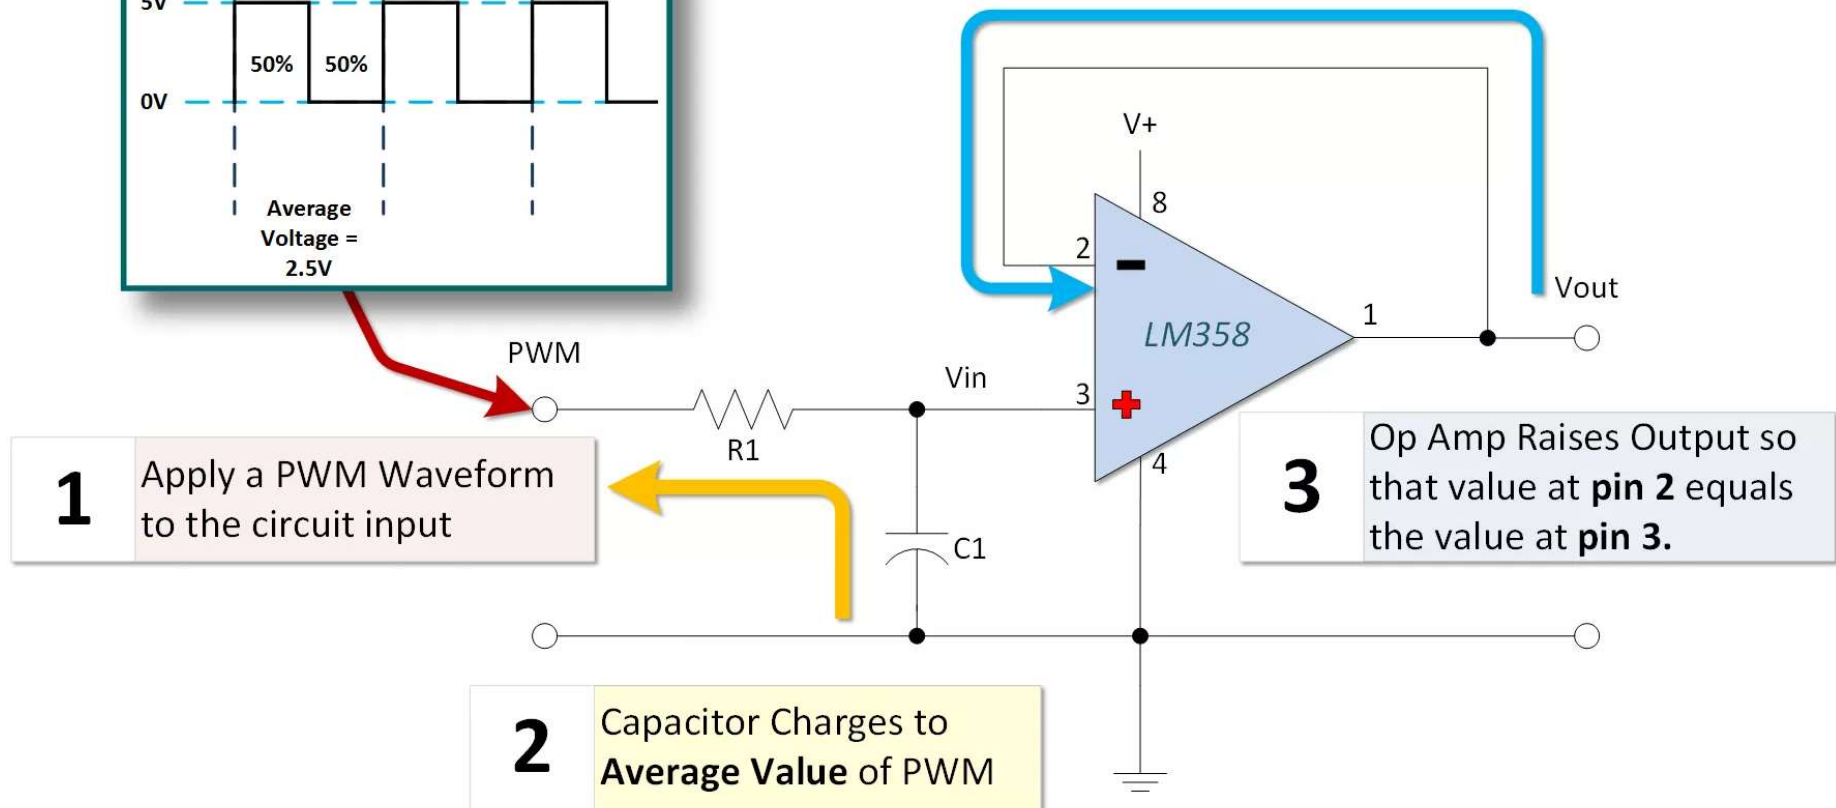 5V
50%
50%
0V
Average
Voltage =
2.5V
V+
8
2
LM358
1
Vout
PWM
Vin
3
R1
4
C1
1
Apply a PWM Waveform
to the circuit input
3
Op Amp Raises Output so
that value at pin 2 equals
the value at pin 3.
2
Capacitor Charges to
Average Value of PWM